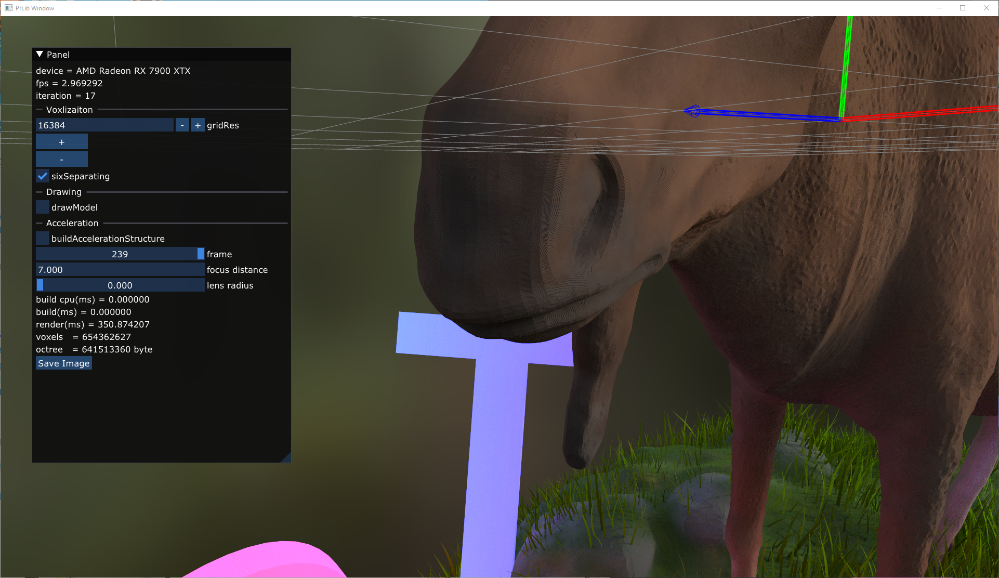 PrLib Window
Panel
device = AMD Radeon RX 7900 XTX
fps = 2.969292
iteration = 17
Voxlizaiton
16384 - + gridRes
+
-
sixSeparating
Drawing
drawModel
Acceleration
buildAccelerationStructure
239 frame
7.000 focus distance
0.000 lens radius
build cpu(ms) = 0.000000
build(ms) = 0.000000
render(ms) = 350.874207
voxels = 654362627
octree = 641513360 byte
Save Image